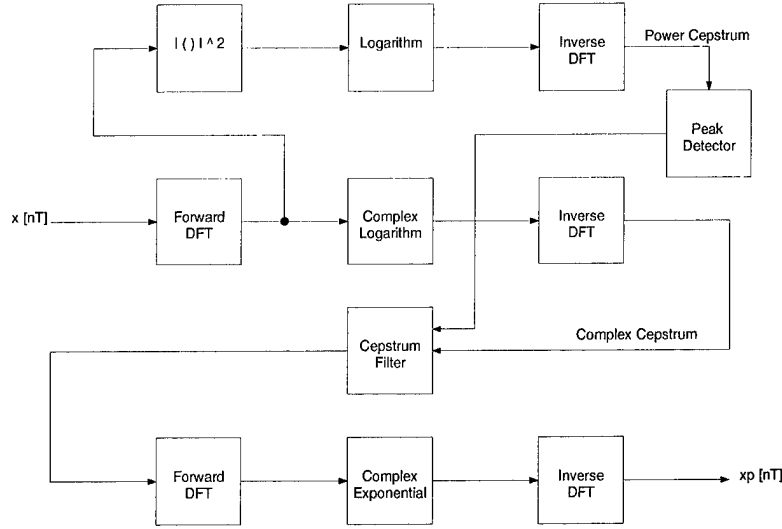 | ( ) | ^ 2
Logarithm
Inverse
DFT
Power Cepstrum
Peak
Detector
x [nT]
Forward
DFT
Complex
Logarithm
Inverse
DFT
Cepstrum
Filter
Complex Cepstrum
Forward
DFT
Complex
Exponential
Inverse
DFT
xp [nT]